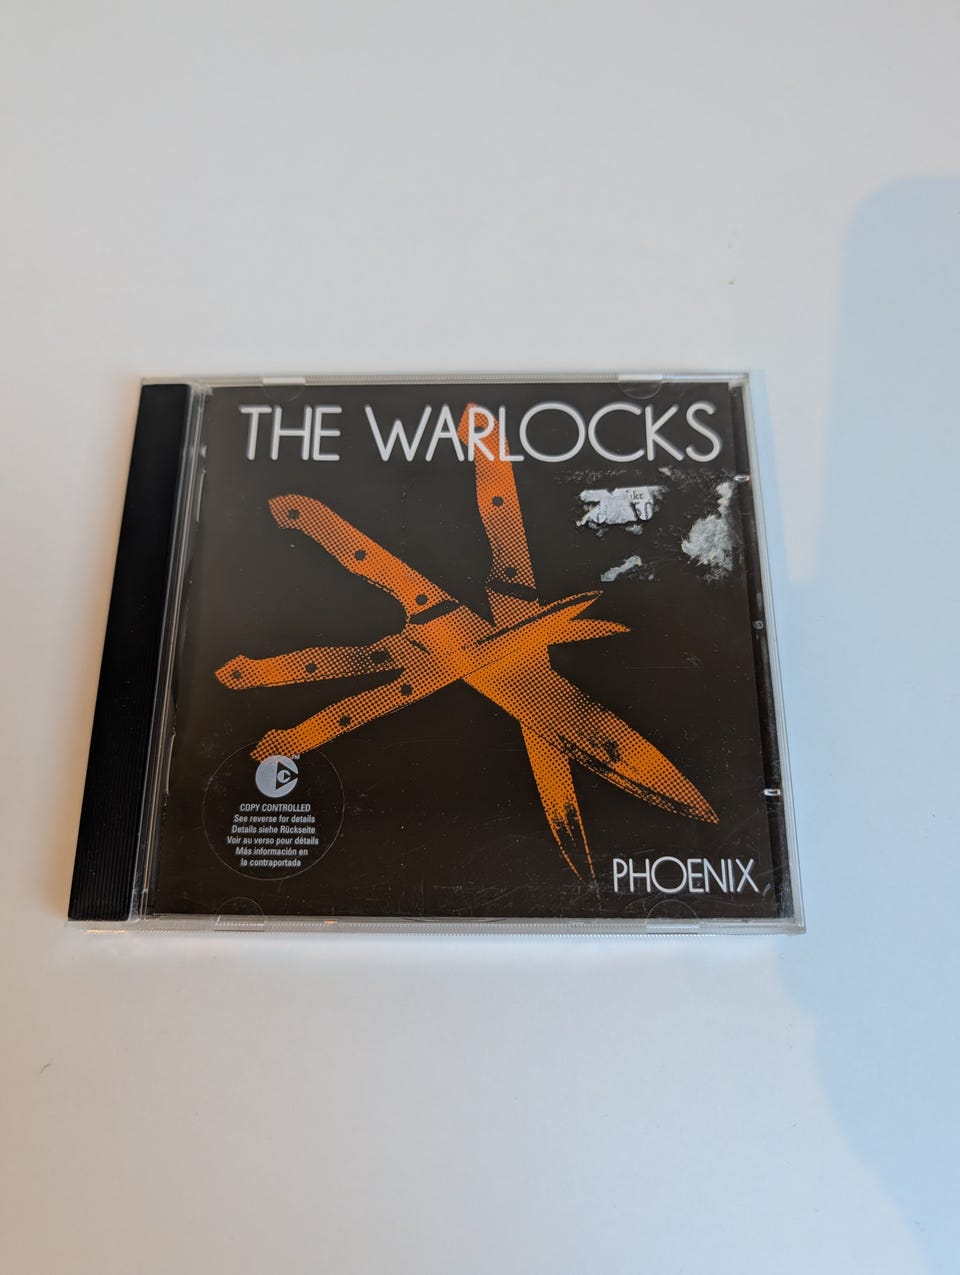 THE WARLOCKS
TM
COPY CONTROLLED
See reverse for details
Details siehe Rückseite
Voir au verso pour détails
Más información en
la contraportada
PHOENIX